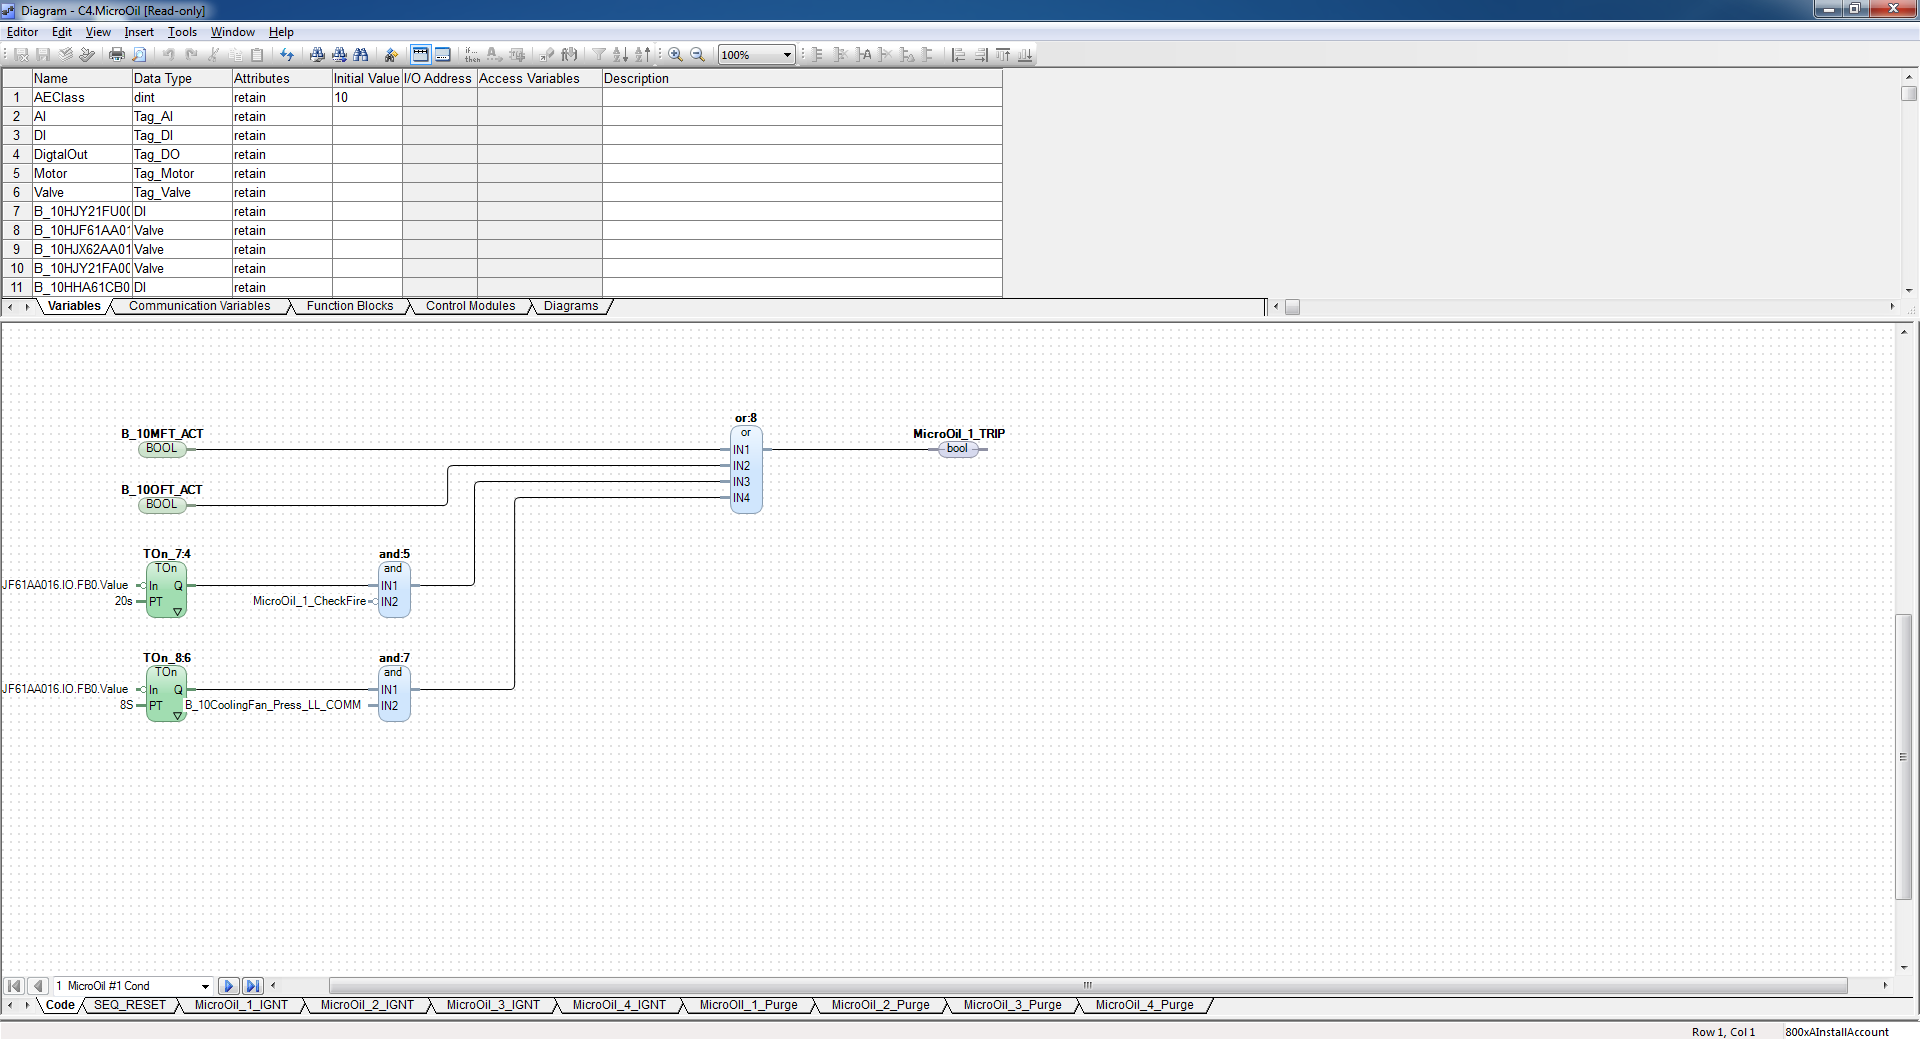 Diagram - C4.MicroOil [Read-only]
Editor Edit View Insert Tools Window Help
100%
Name Data Type Attributes Initial Value I/O Address Access Variables Description
1 AEClass dint retain 10
2 AI Tag_AI retain
3 DI Tag_DI retain
4 DigtalOut Tag_DO retain
5 Motor Tag_Motor retain
6 Valve Tag_Valve retain
7 B_10HJY21FU00 DI retain
8 B_10HJF61AA01 Valve retain
9 B_10HJX62AA01 Valve retain
10 B_10HJY21FA00 Valve retain
11 B_10HHA61CB0 DI retain
Variables Communication Variables Function Blocks Control Modules Diagrams
or:8
B_10MFT_ACT
or
MicroOil_1_TRIP
BOOL
IN1
bool
IN2
IN3
B_10OFT_ACT
IN4
BOOL
TOn_7:4
and:5
TOn
and
JF61AA016.IO.FB0.Value In Q
IN1
20s PT
MicroOil_1_CheckFire IN2
TOn_8:6
and:7
TOn
and
JF61AA016.IO.FB0.Value In Q
IN1
8S PT
B_10CoolingFan_Press_LL_COMM IN2
1 MicroOil #1 Cond
Code SEQ_RESET MicroOil_1_IGNT MicroOil_2_IGNT MicroOil_3_IGNT MicroOil_4_IGNT MicroOIl_1_Purge MicroOil_2_Purge MicroOil_3_Purge MicroOil_4_Purge
Row 1, Col 1 800xAInstallAccount